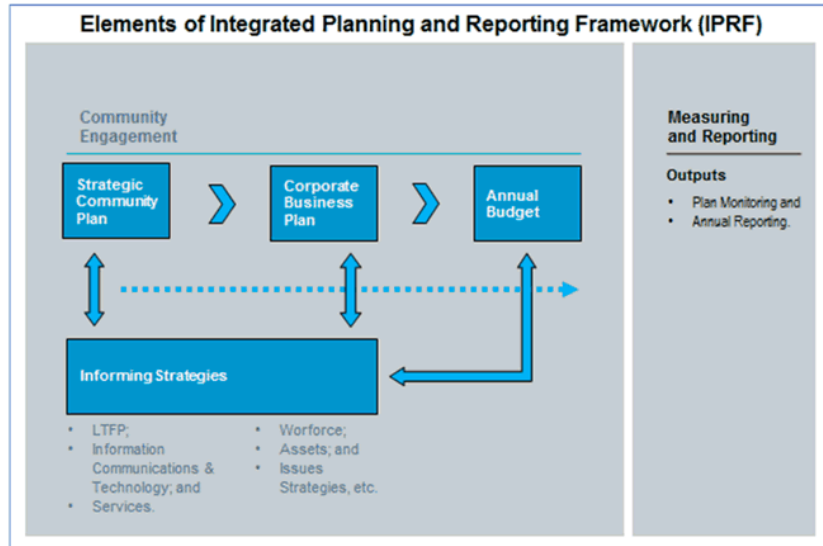 Elements of Integrated Planning and Reporting Framework (IPRF)
Community
Engagement
Strategic
Community
Plan
Corporate
Business
Plan
Annual
Budget
Informing Strategies
• LTFP;
• Information
Communications &
Technology; and
• Services.
• Worforce;
• Assets; and
• Issues
Strategies, etc.
Measuring
and Reporting
Outputs
• Plan Monitoring and
• Annual Reporting.